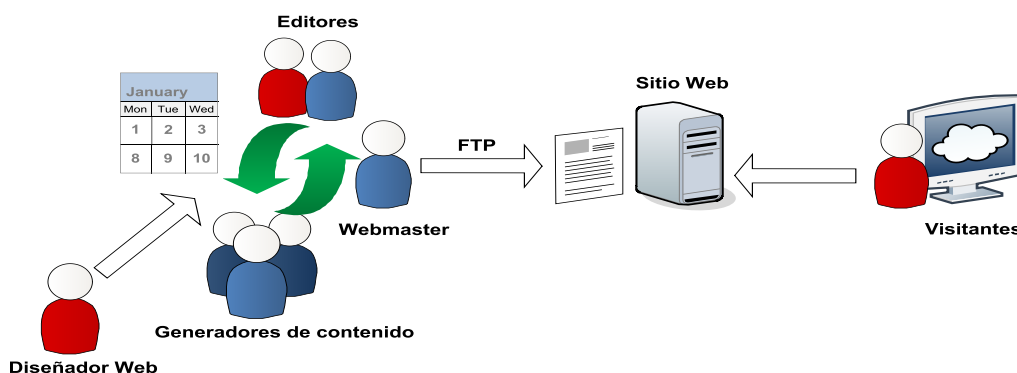 Editores
January
Mon Tue Wed
1 2 3
8 9 10
Webmaster
Generadores de contenido
Diseñador Web
FTP
Sitio Web
Visitantes